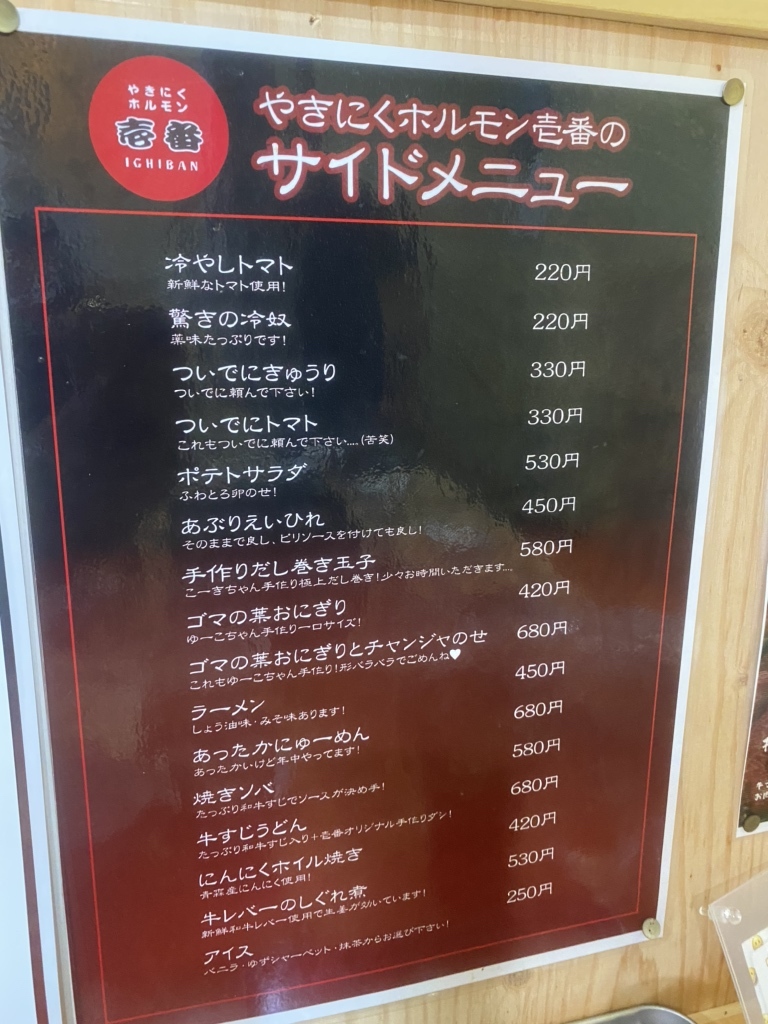 やきにく
ホルモン
壱番
ICHIBAN
やきにくホルモン壱番の
サイドメニュー
冷やしトマト 220円
新鮮なトマト使用!
驚きの冷奴 220円
薬味たっぷりです!
ついでにきゅうり 330円
ついでに頼んで下さい!
ついでにトマト 330円
これもついでに頼んで下さい....(苦笑)
ポテトサラダ 530円
ふわとろ卵のせ!
あぶりえいひれ 450円
そのままで良し、ピリソースを付けても良し!
手作りだし巻き玉子 580円
こーきちゃん手作り極上だし巻き!少々お時間いただきます....
ゴマの葉おにぎり 420円
ゆーこちゃん手作り一口サイズ!
ゴマの葉おにぎりとチャンジャのせ 680円
これもゆーこちゃん手作り!形バラバラでごめんね♥
ラーメン 450円
しょう油味・みそ味あります!
あったかにゅーめん 680円
あったかいけど年中やってます!
焼きソバ 580円
たっぷり和牛すじでソースが決め手!
牛すじうどん 680円
たっぷり和牛すじ入り+壱番オリジナル手作りダシ!
にんにくホイル焼き 420円
青森産にんにく使用!
牛レバーのしぐれ煮 530円
新鮮和牛レバー使用で生姜が効いています!
アイス 250円
バニラ・ゆずシャーベット・抹茶からお選び下さい!